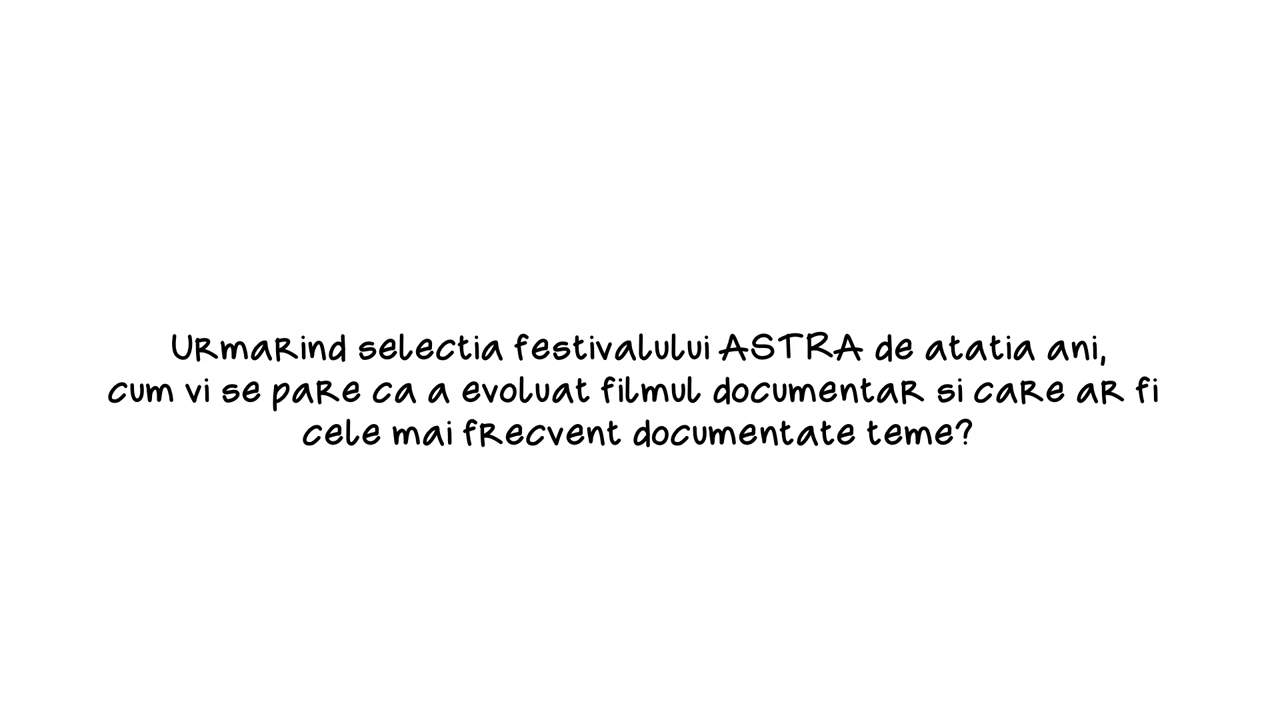 Urmarind selectia festivalului ASTRA de atatia ani,
cum vi se pare ca a evoluat filmul documentar si care ar fi
cele mai frecvent documentate teme?